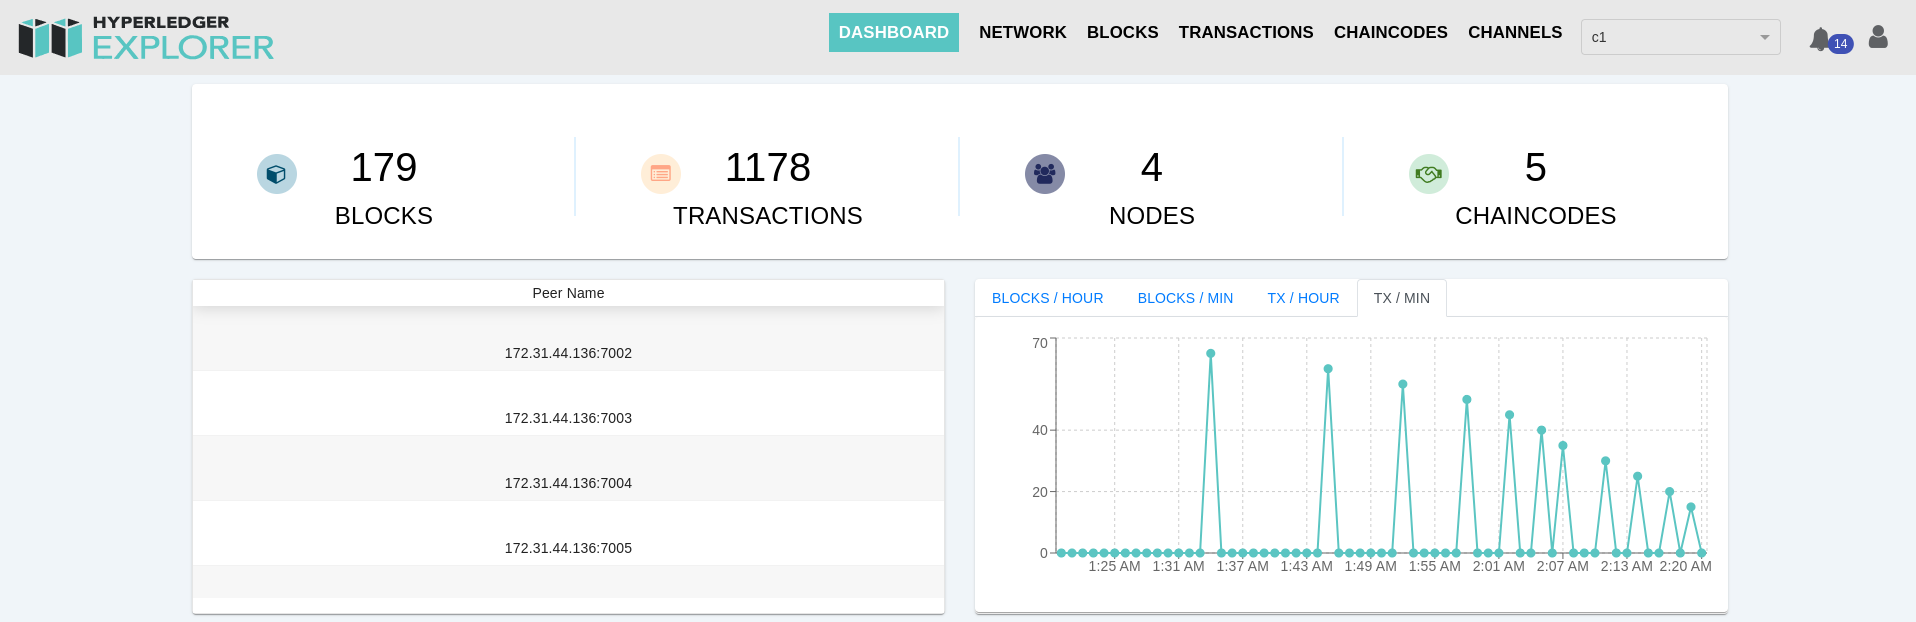 HYPERLEDGER
EXPLORER
DASHBOARD NETWORK BLOCKS TRANSACTIONS CHAINCODES CHANNELS c1 14
179 1178 4 5
BLOCKS TRANSACTIONS NODES CHAINCODES
Peer Name
172.31.44.136:7002
172.31.44.136:7003
172.31.44.136:7004
172.31.44.136:7005
BLOCKS / HOUR BLOCKS / MIN TX / HOUR TX / MIN
70
40
20
0
1:25 AM 1:31 AM 1:37 AM 1:43 AM 1:49 AM 1:55 AM 2:01 AM 2:07 AM 2:13 AM 2:20 AM